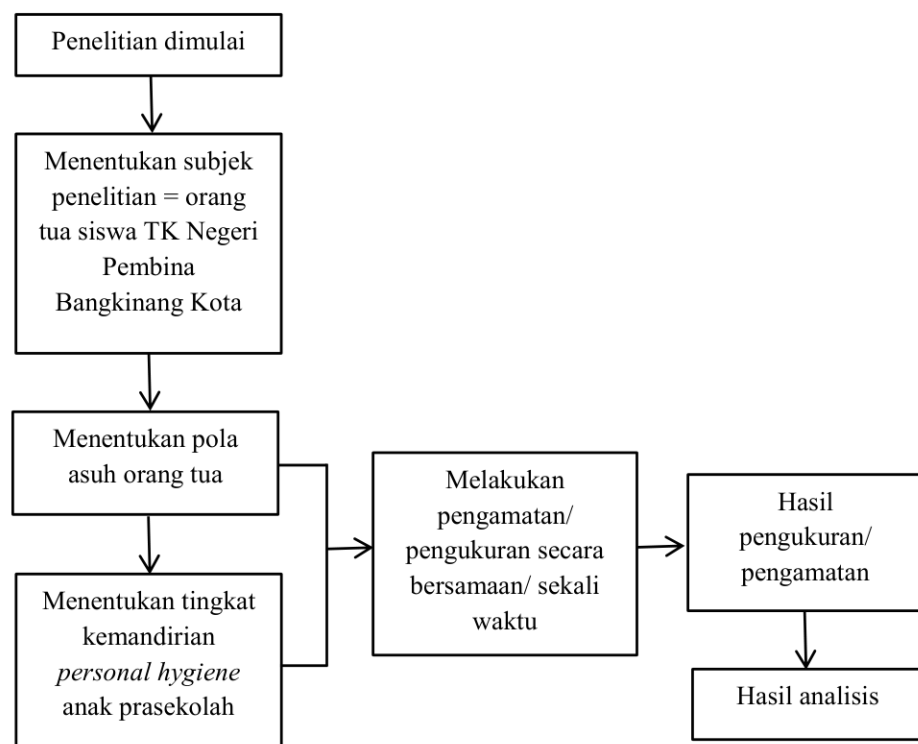 Penelitian dimulai
Menentukan subjek
penelitian = orang
tua siswa TK Negeri
Pembina
Bangkinang Kota
Menentukan pola
asuh orang tua
Menentukan tingkat
kemandirian
personal hygiene
anak prasekolah
Melakukan
pengamatan/
pengukuran secara
bersamaan/ sekali
waktu
Hasil
pengukuran/
pengamatan
Hasil analisis